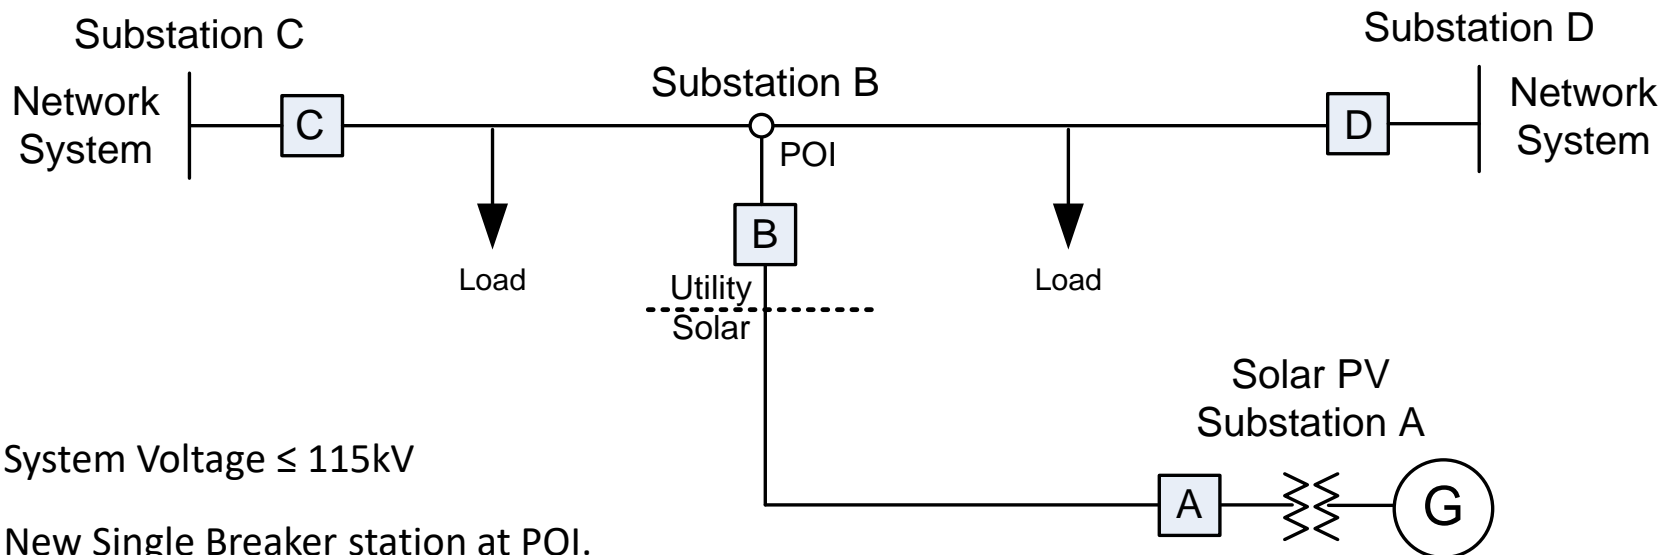 Substation C
Substation D
Network
System
C
Substation B
POI
D
Network
System
B
Load
Load
Utility
Solar
Solar PV
Substation A
A
G
System Voltage ≤ 115kV
New Single Breaker station at POI.